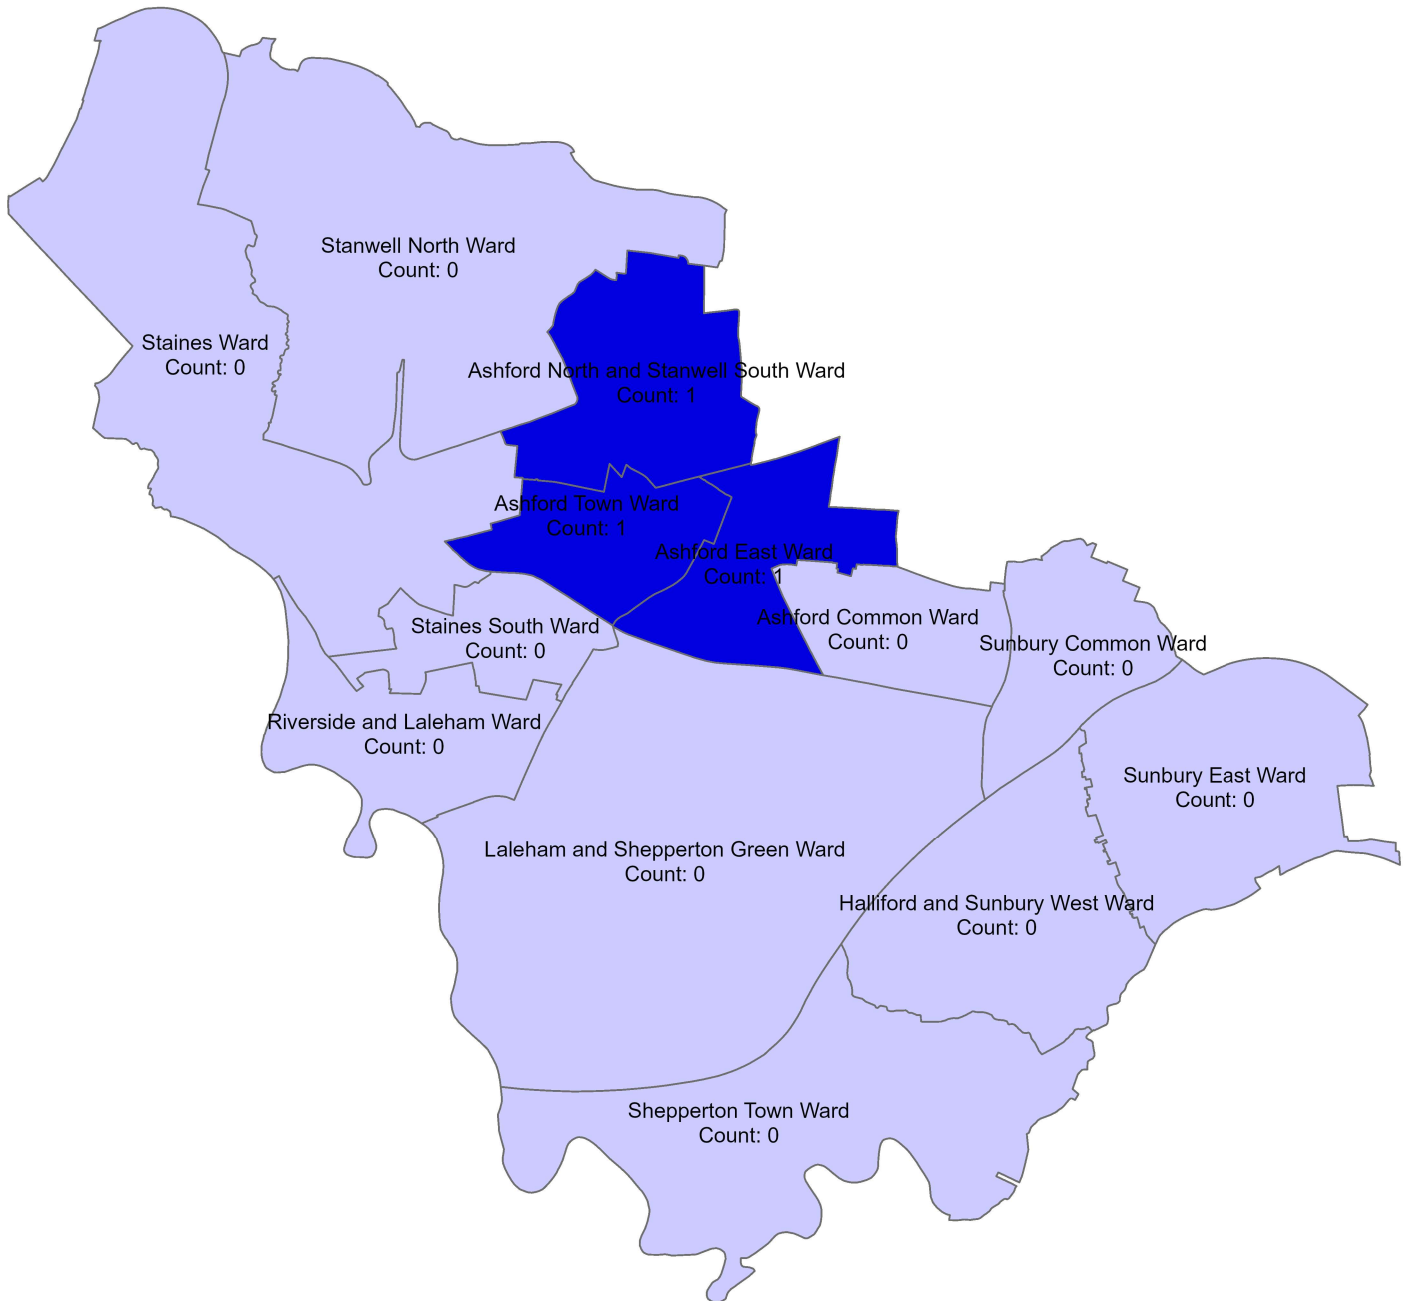 Stanwell North Ward
Count: 0
Staines Ward
Count: 0
Ashford North and Stanwell South Ward
Count: 1
Ashford Town Ward
Count: 1
Ashford East Ward
Count: 1
Ashford Common Ward
Count: 0
Staines South Ward
Count: 0
Sunbury Common Ward
Count: 0
Riverside and Laleham Ward
Count: 0
Sunbury East Ward
Count: 0
Laleham and Shepperton Green Ward
Count: 0
Halliford and Sunbury West Ward
Count: 0
Shepperton Town Ward
Count: 0